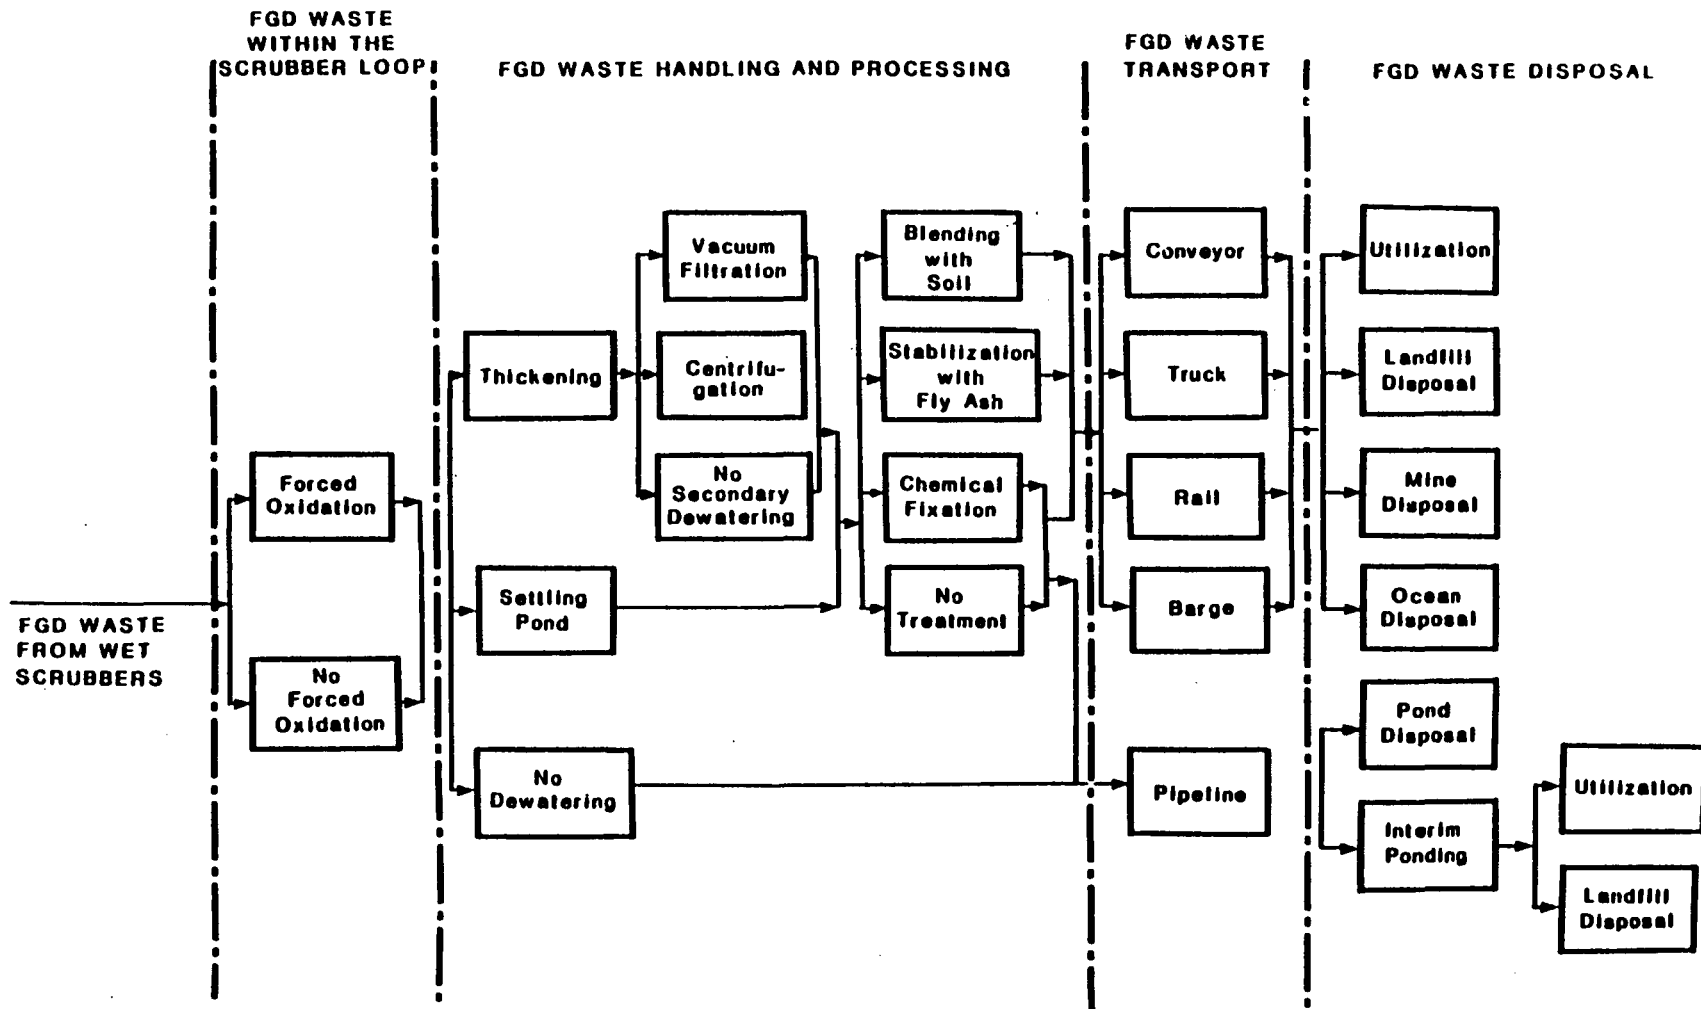 FGD WASTE
WITHIN THE
SCRUBBER LOOP
FGD WASTE HANDLING AND PROCESSING
FGD WASTE
TRANSPORT
FGD WASTE DISPOSAL
FGD WASTE
FROM WET
SCRUBBERS
Forced
Oxidation
No
Forced
Oxidation
Thickening
Settling
Pond
No
Dewatering
Vacuum
Filtration
Centrifu-
gation
No
Secondary
Dewatering
Blending
with
Soil
Stabilization
with
Fly Ash
Chemical
Fixation
No
Treatment
Conveyor
Truck
Rail
Barge
Pipeline
Utilization
Landfill
Disposal
Mine
Disposal
Ocean
Disposal
Pond
Disposal
Interim
Ponding
Utilization
Landfill
Disposal